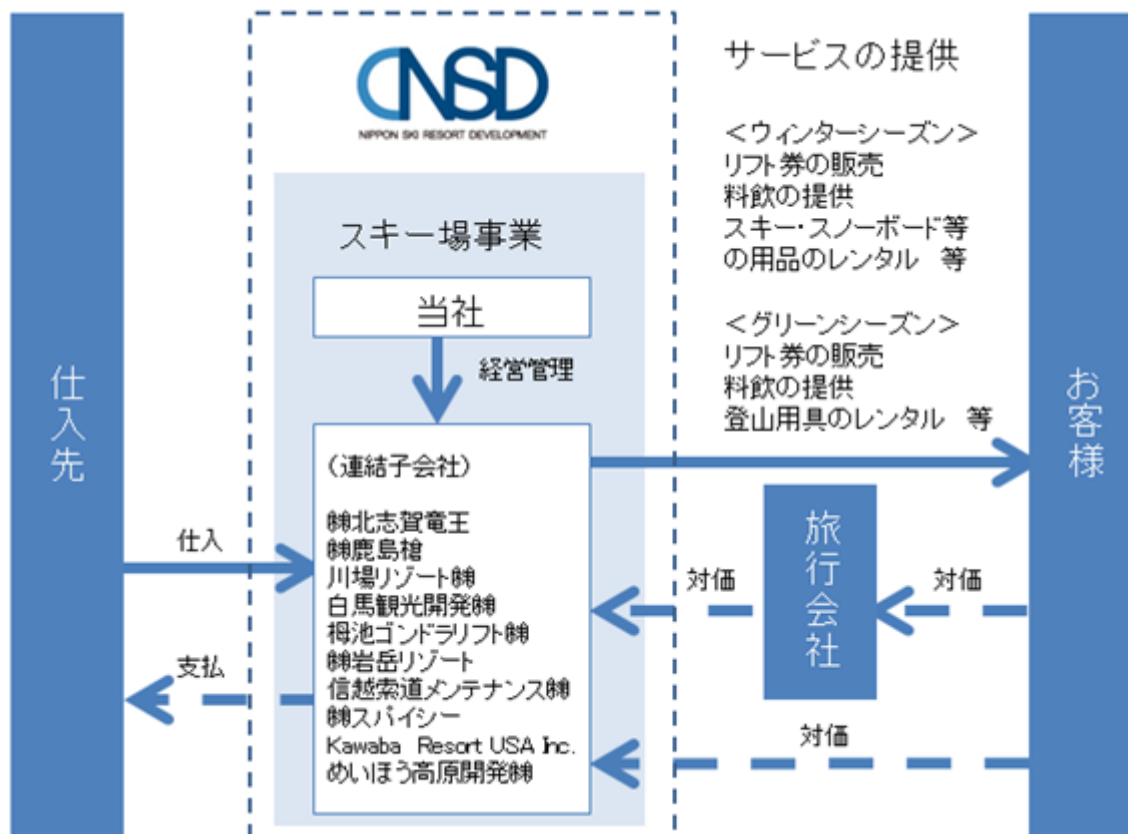 CNSD
NIPPON SKI RESORT DEVELOPMENT
スキー場事業
当社
経営管理
(連結子会社)
㈱北志賀竜王
㈱鹿島槍
川場リゾート㈱
白馬観光開発㈱
栂池ゴンドラリフト㈱
㈱岩岳リゾート
信越索道メンテナンス㈱
㈱スパイシー
Kawaba Resort USA Inc.
めいほう高原開発㈱
仕入先
仕入
支払
サービスの提供
<ウィンターシーズン>
リフト券の販売
料飲の提供
スキー・スノーボード等
の用品のレンタル 等
<グリーンシーズン>
リフト券の販売
料飲の提供
登山用具のレンタル 等
旅行会社
対価
対価
対価
お客様